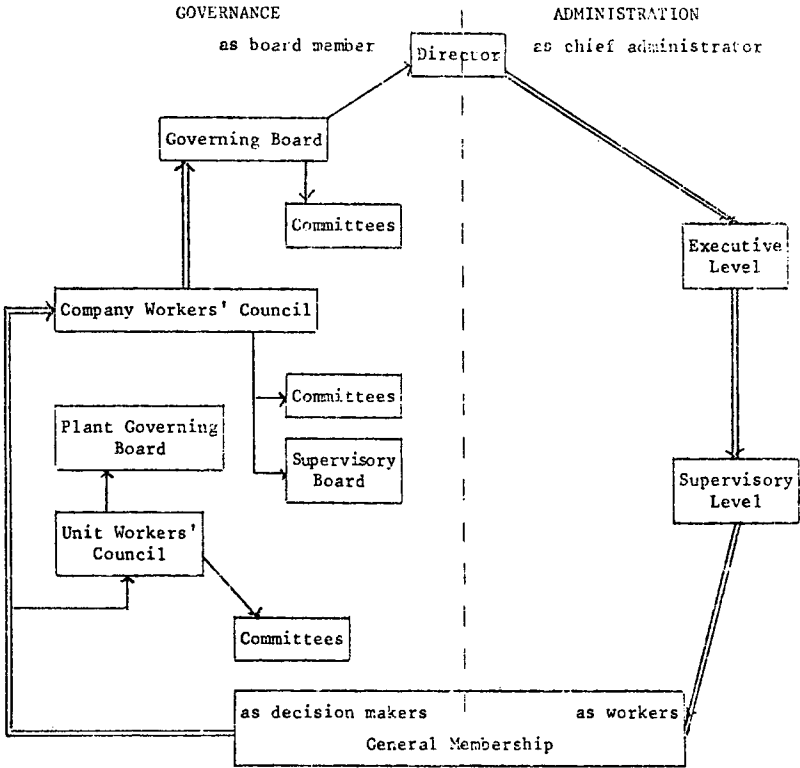 GOVERNANCE
ADMINISTRATION
as board member
Director
as chief administrator
Governing Board
Committees
Executive
Level
Company Workers' Council
Committees
Plant Governing
Board
Supervisory
Board
Supervisory
Level
Unit Workers'
Council
Committees
as decision makers
as workers
General Membership